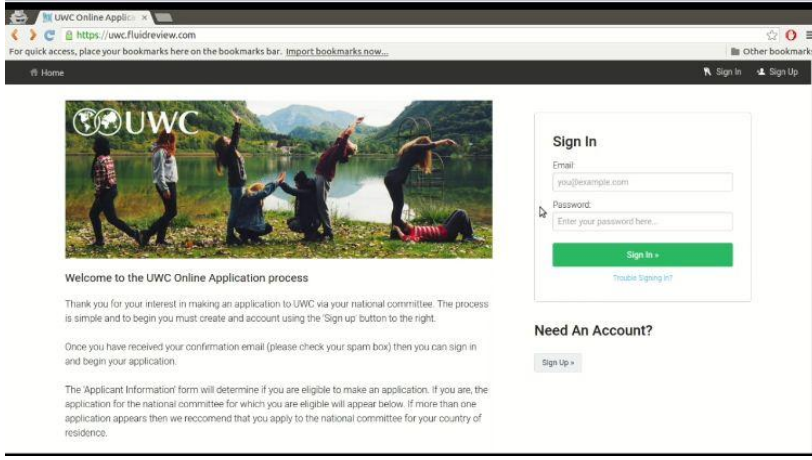 UWC Online Applic
https://uwc.fluidreview.com
For quick access, place your bookmarks here on the bookmarks bar. Import bookmarks now...
Other bookmarks
Home
Sign In
Sign Up
UWC
Welcome to the UWC Online Application process
Thank you for your interest in making an application to UWC via your national committee. The process
is simple and to begin you must create and account using the 'Sign up' button to the right.
Once you have received your confirmation email (please check your spam box) then you can sign in
and begin your application.
The 'Applicant Information' form will determine if you are eligible to make an application. If you are, the
application for the national committee for which you are eligible will appear below. If more than one
application appears then we reccomend that you apply to the national committee for your country of
residence.
Sign In
Email:
you@example.com
Password:
Enter your password here...
Sign In »
Trouble Signing In?
Need An Account?
Sign Up »